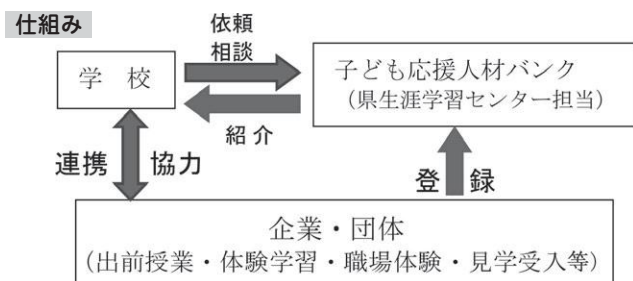 仕組み
依頼
相談
学 校
子ども応援人材バンク
（県生涯学習センター担当）
紹 介
連携 協力
登 録
企業・団体
（出前授業・体験学習・職場体験・見学受入等）